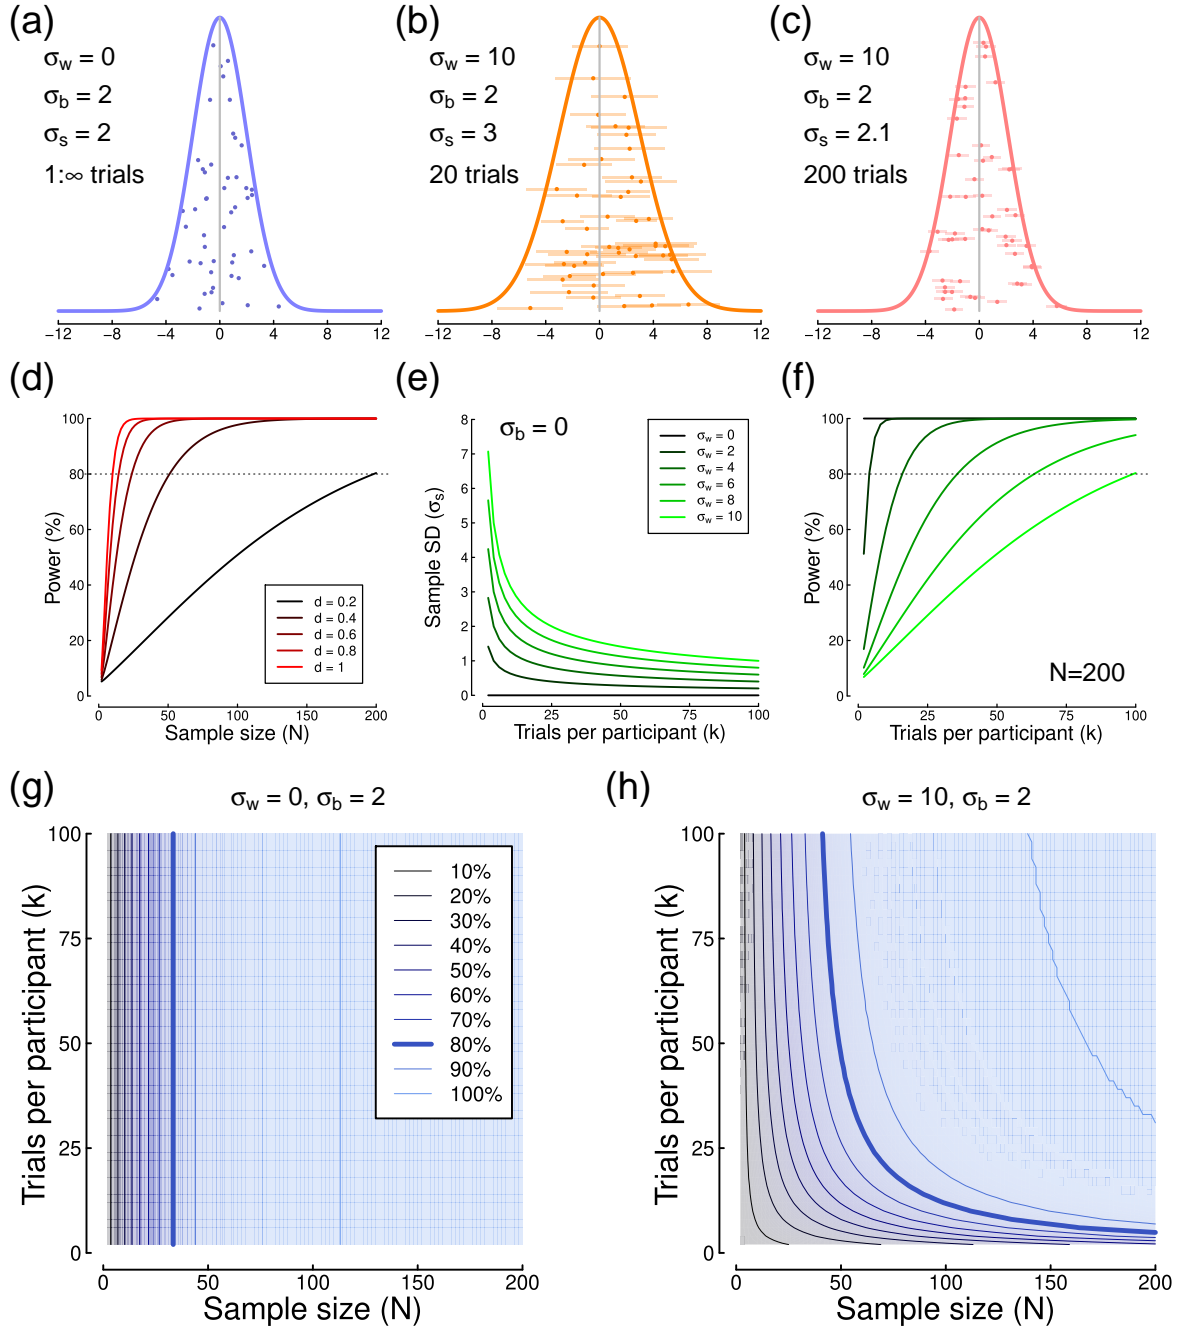 (a)
σw = 0
σb = 2
σs = 2
1:∞ trials
−12 −8 −4 0 4 8 12
(b)
σw = 10
σb = 2
σs = 3
20 trials
−12 −8 −4 0 4 8 12
(c)
σw = 10
σb = 2
σs = 2.1
200 trials
−12 −8 −4 0 4 8 12
(d)
Power (%)
100
80
60
40
20
0
d = 0.2
d = 0.4
d = 0.6
d = 0.8
d = 1
0 50 100 150 200
Sample size (N)
(e)
σb = 0
Sample SD (σs)
8
7
6
5
4
3
2
1
0
σw = 0
σw = 2
σw = 4
σw = 6
σw = 8
σw = 10
0 25 50 75 100
Trials per participant (k)
(f)
Power (%)
100
80
60
40
20
0
N=200
0 25 50 75 100
Trials per participant (k)
(g)
σw = 0, σb = 2
Trials per participant (k)
100
75
50
25
0
10%
20%
30%
40%
50%
60%
70%
80%
90%
100%
0 50 100 150 200
Sample size (N)
(h)
σw = 10, σb = 2
Trials per participant (k)
100
75
50
25
0
0 50 100 150 200
Sample size (N)